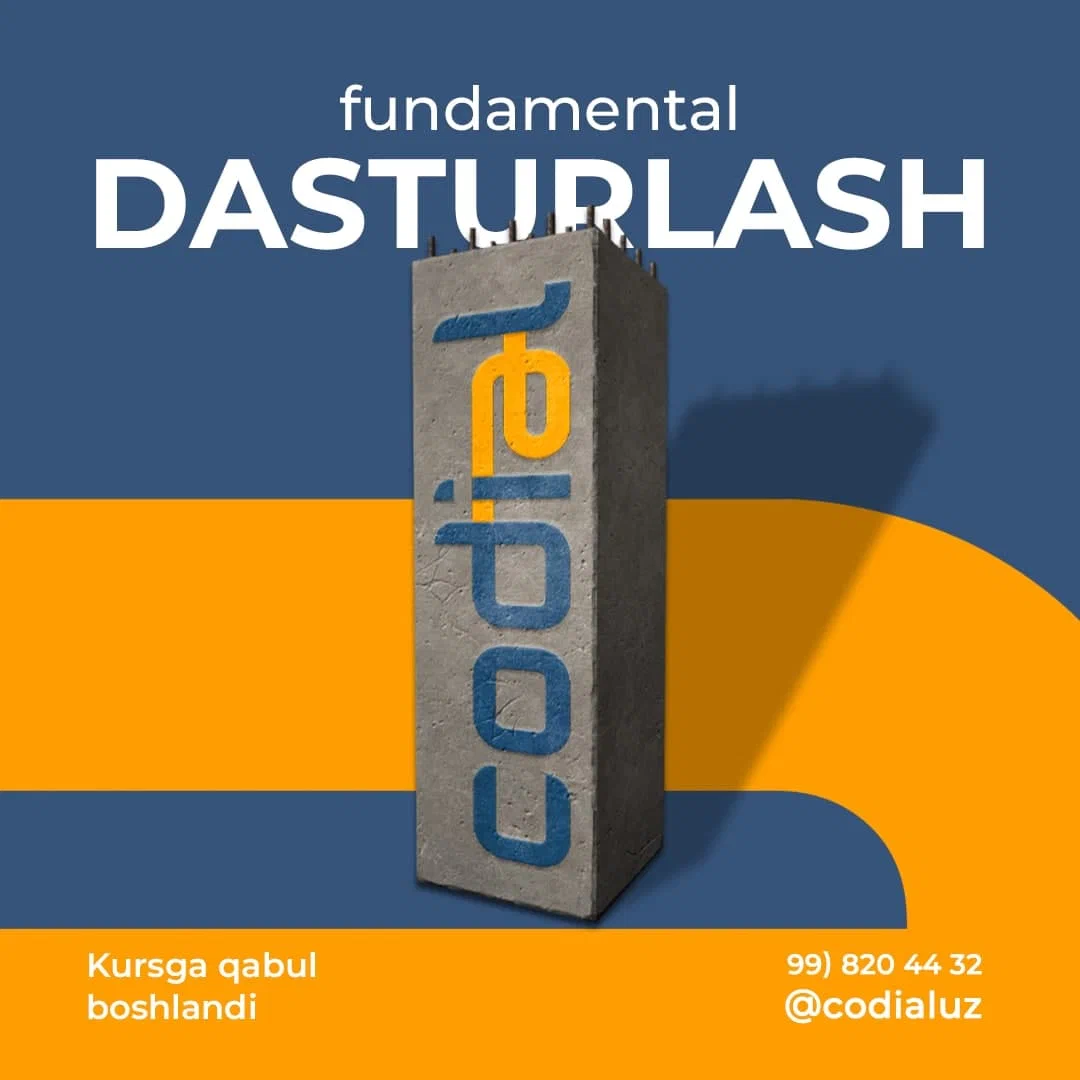 fundamental
DASTURLASH
codial
Kursga qabul
boshlandi
99) 820 44 32
@codialuz